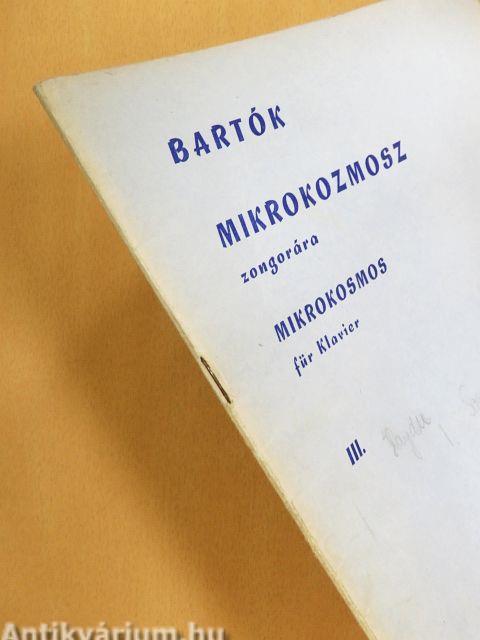 BARTÓK
MIKROKOZMOSZ
zongorára
MIKROKOSMOS
für Klavier
III.
Antikvárium.hu